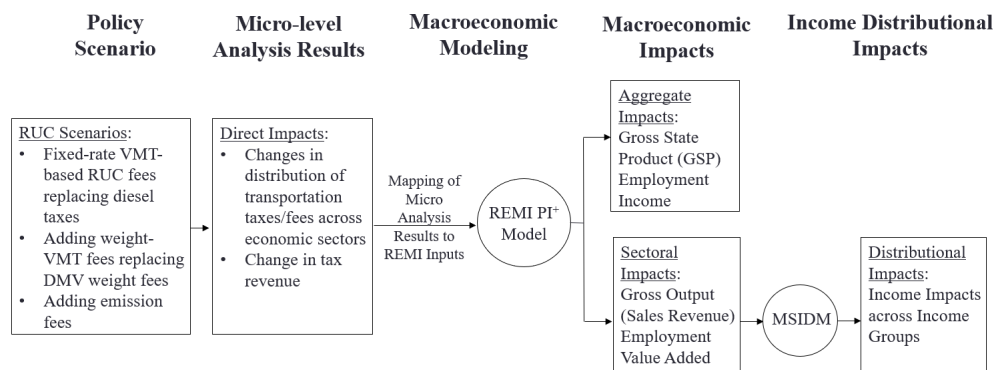 Policy
Scenario
Micro-level
Analysis Results
Macroeconomic
Modeling
Macroeconomic
Impacts
Income Distributional
Impacts
RUC Scenarios:
• Fixed-rate VMT-
based RUC fees
replacing diesel
taxes
• Adding weight-
VMT fees replacing
DMV weight fees
• Adding emission
fees
Direct Impacts:
• Changes in
distribution of
transportation
taxes/fees across
economic sectors
• Change in tax
revenue
Mapping of
Micro
Analysis
Results to
REMI Inputs
REMI PI⁺
Model
Aggregate
Impacts:
Gross State
Product (GSP)
Employment
Income
Sectoral
Impacts:
Gross Output
(Sales Revenue)
Employment
Value Added
MSIDM
Distributional
Impacts:
Income Impacts
across Income
Groups